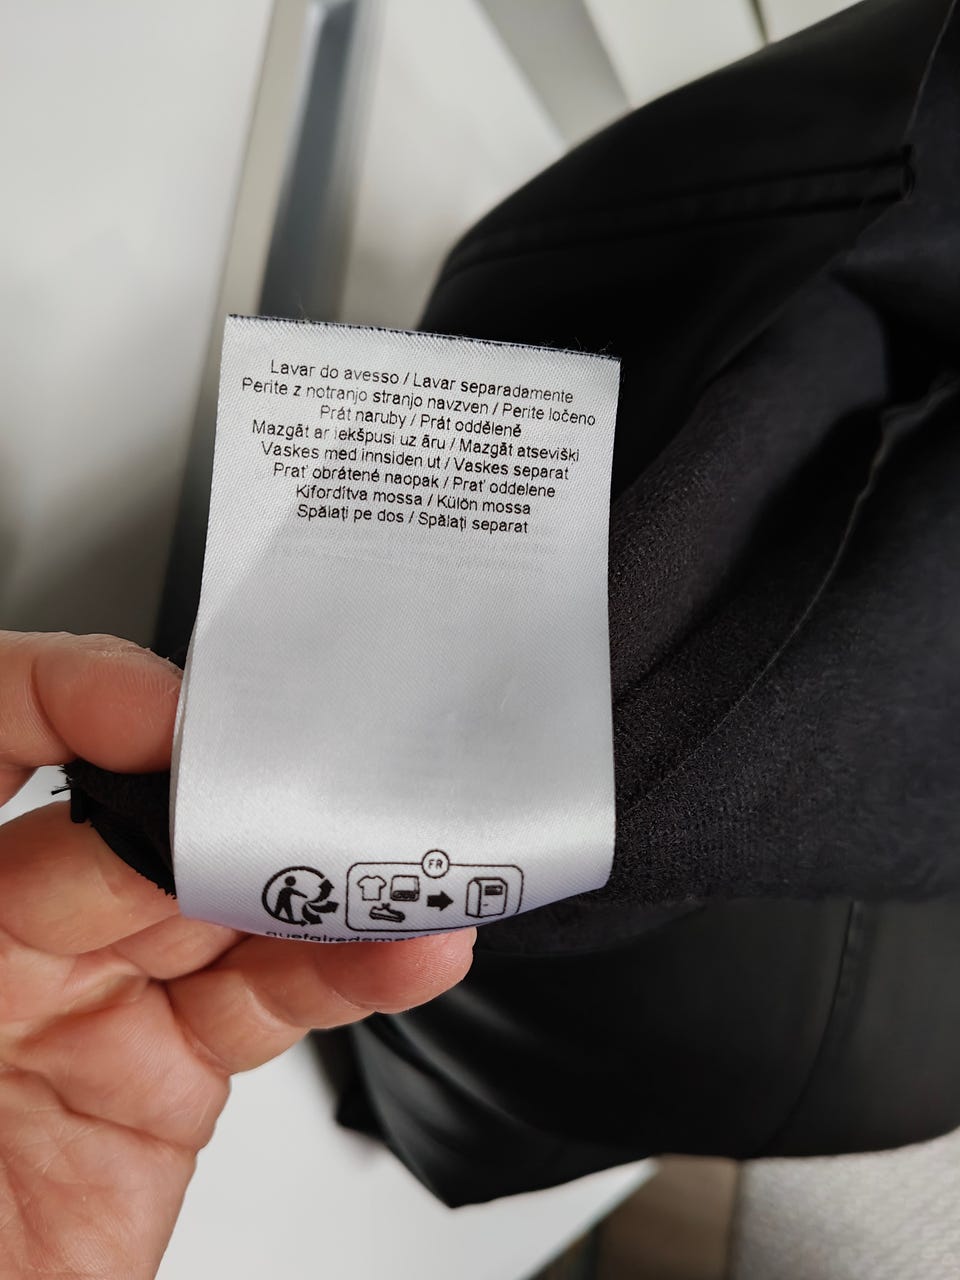 Lavar do avesso / Lavar separadamente
Perite z notranjo stranjo navzven / Perite ločeno
Prát naruby / Prát odděleně
Mazgāt ar iekšpusi uz āru / Mazgāt atsevišķi
Vaskes med innsiden ut / Vaskes separat
Prať obrátené naopak / Prať oddelene
Kifordítva mossa / Külön mossa
Spălați pe dos / Spălați separat
FR